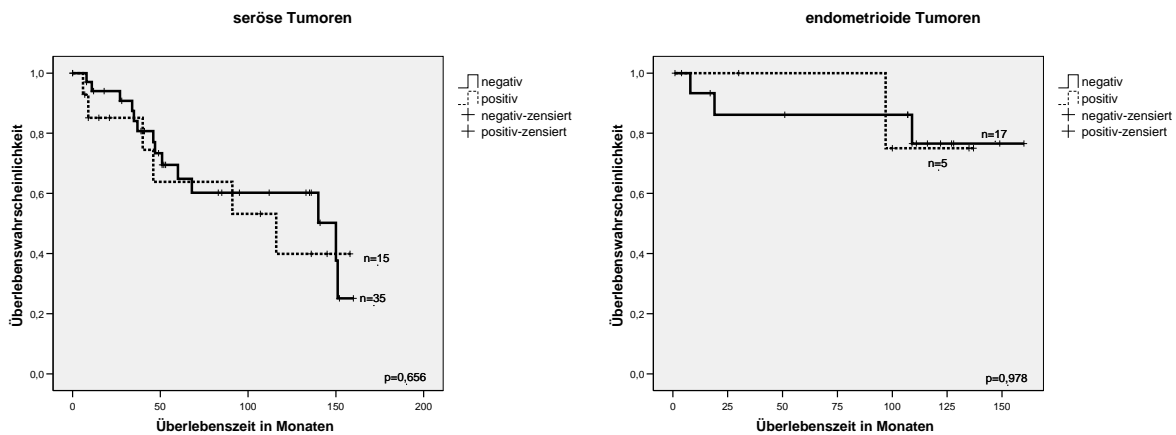 seröse Tumoren
Überlebenswahrscheinlichkeit
1,0
0,8
0,6
0,4
0,2
0,0
n=15
n=35
p=0,656
0
50
100
150
200
Überlebenszeit in Monaten
negativ
positiv
negativ-zensiert
positiv-zensiert
endometrioide Tumoren
Überlebenswahrscheinlichkeit
1,0
0,8
0,6
0,4
0,2
0,0
n=17
n=5
p=0,978
0
25
50
75
100
125
150
Überlebenszeit in Monaten
negativ
positiv
negativ-zensiert
positiv-zensiert